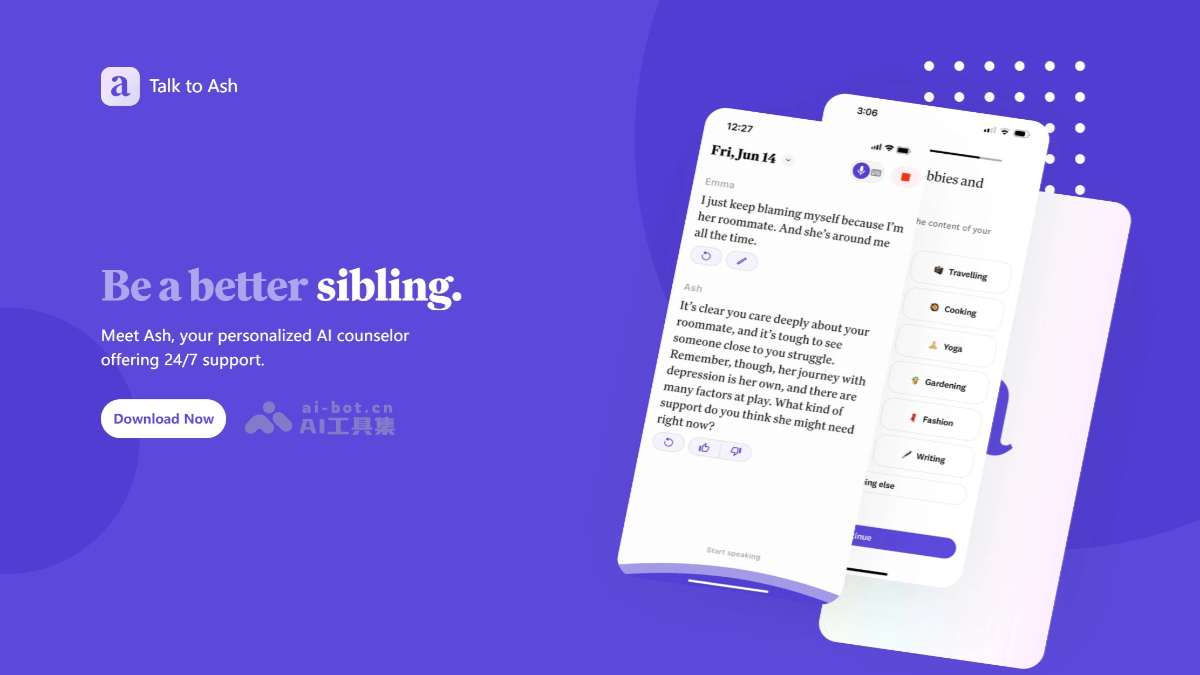 a
Talk to Ash
Be a better sibling.
Meet Ash, your personalized AI counselor
offering 24/7 support.
Download Now
ai-bot.cn
AI工具集
12:27
Fri, Jun 14
Emma
I just keep blaming myself because I'm
her roommate. And she's around me
all the time.
Ash
It's clear you care deeply about your
roommate, and it's tough to see
someone close to you struggle.
Remember, though, her journey with
depression is her own, and there are
many factors at play. What kind of
support do you think she might need
right now?
Start speaking
3:06
bbies and
he content of your
Travelling
Cooking
Yoga
Gardening
Fashion
Writing
ing else
inue